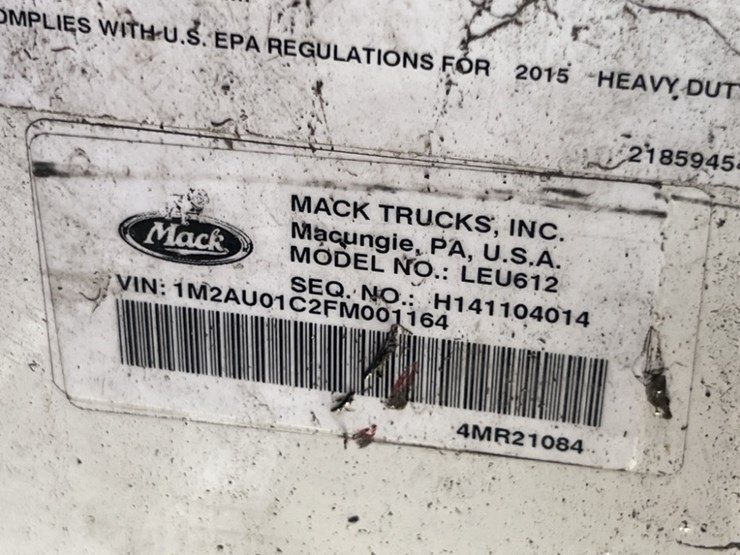 OMPLIES WITH U.S. EPA REGULATIONS FOR 2015 HEAVY DUT
2185945
Mack
MACK TRUCKS, INC.
Macungie, PA, U.S.A.
MODEL NO.: LEU612
SEQ. NO.: H141104014
VIN: 1M2AU01C2FM001164
4MR21084